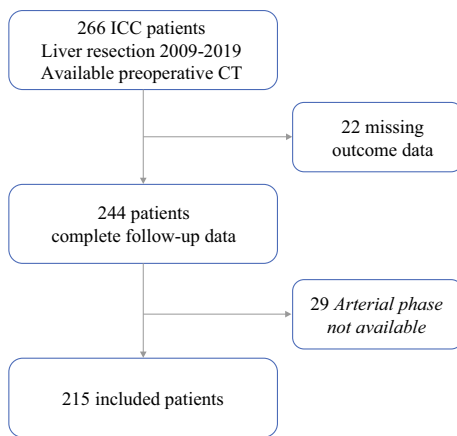 266 ICC patients
Liver resection 2009-2019
Available preoperative CT
22 missing
outcome data
244 patients
complete follow-up data
29 Arterial phase
not available
215 included patients